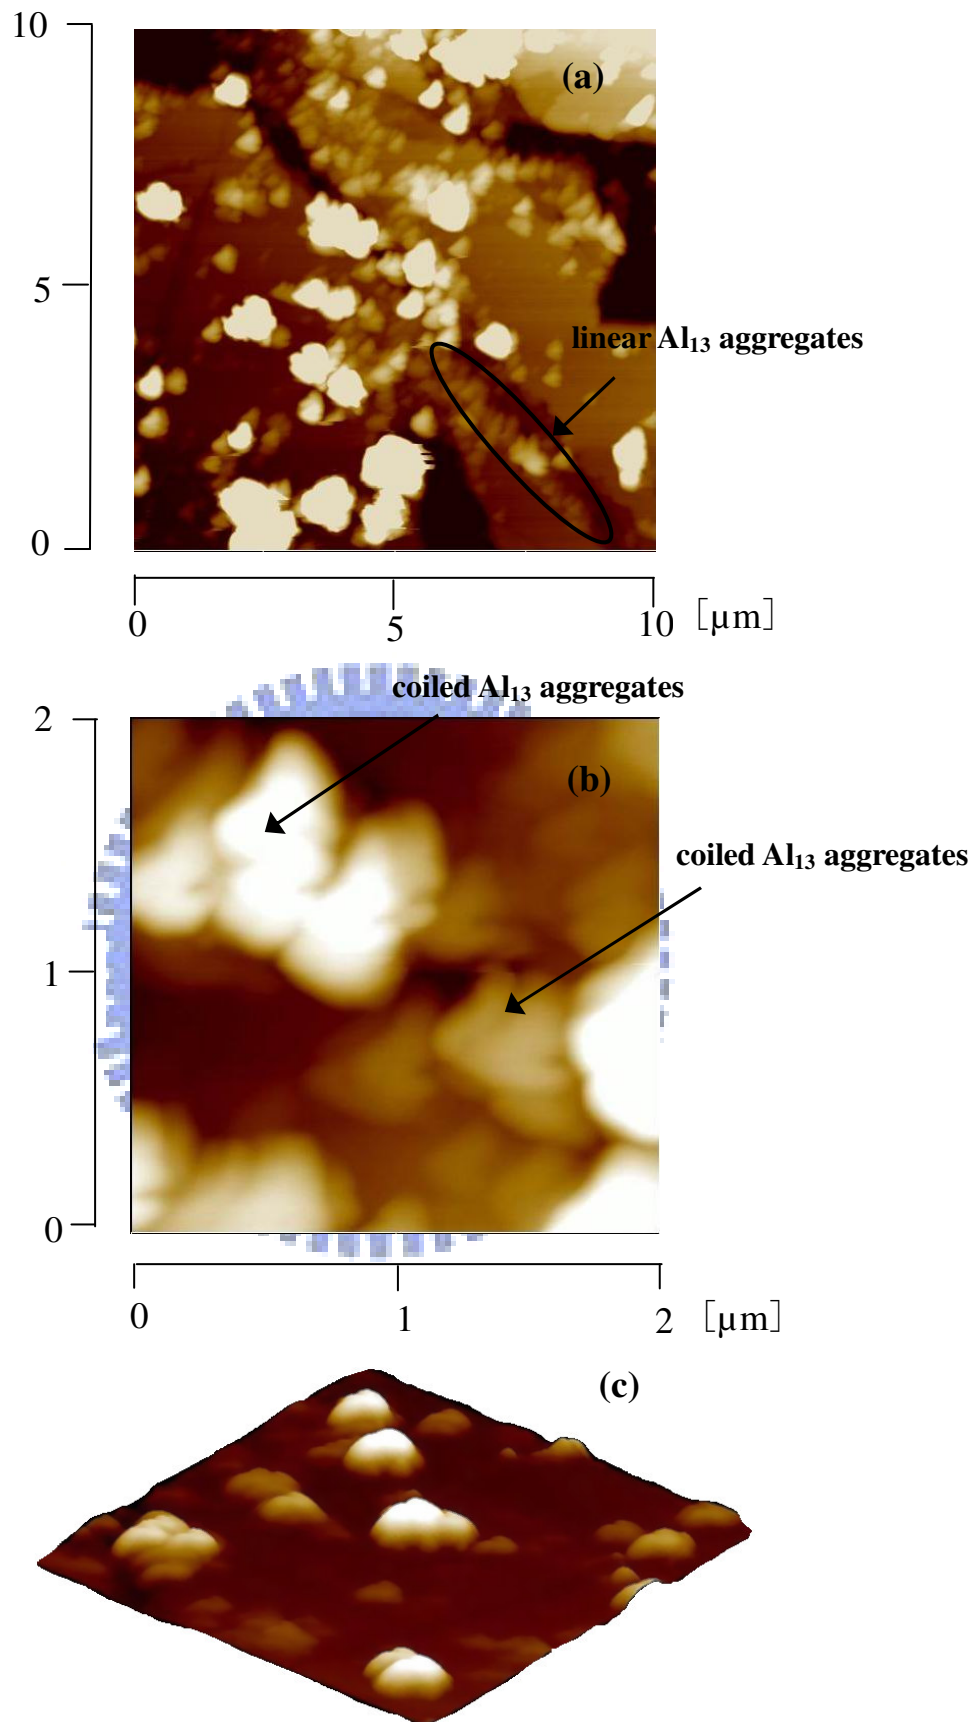 10
(a)
5
linear Al₁₃ aggregates
0
0 5 10 [μm]
coiled Al₁₃ aggregates
2
(b)
coiled Al₁₃ aggregates
1
0
0 1 2 [μm]
(c)